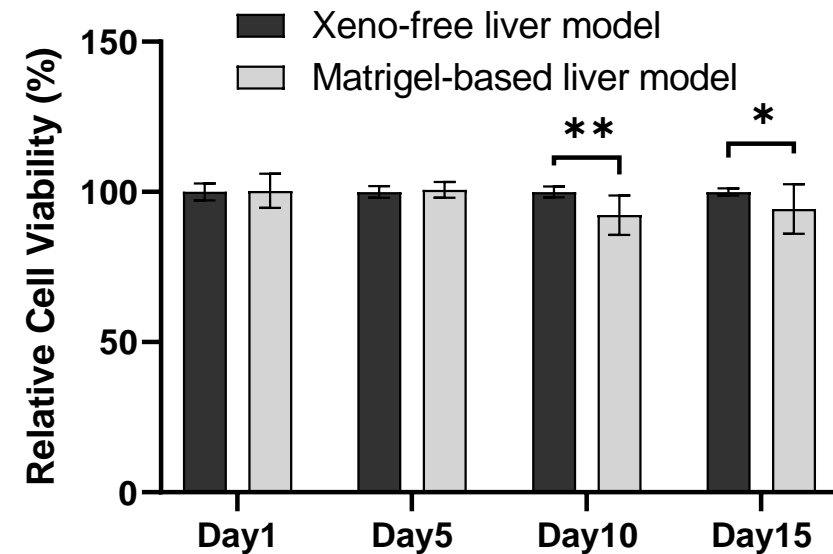 Xeno-free liver model
Matrigel-based liver model
Relative Cell Viability (%)
150
100
50
0
**
*
Day1 Day5 Day10 Day15